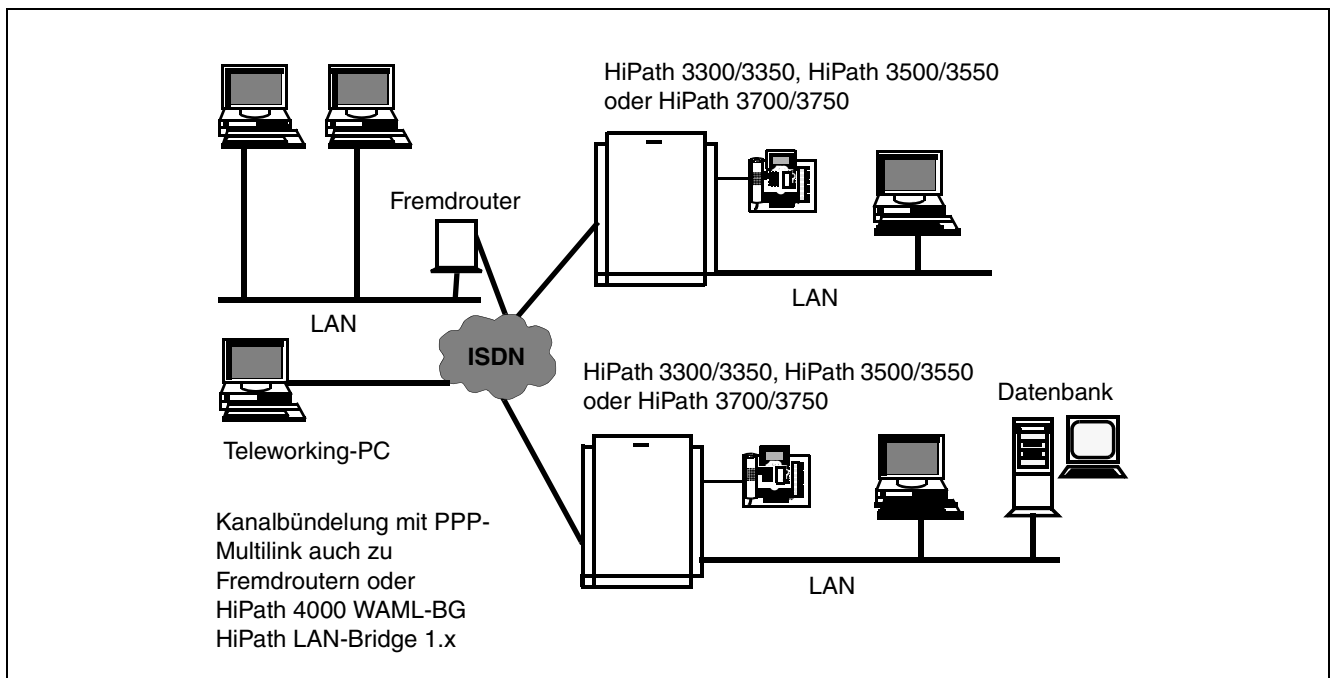 HiPath 3300/3350, HiPath 3500/3550
oder HiPath 3700/3750
Fremdrouter
LAN
LAN
ISDN
HiPath 3300/3350, HiPath 3500/3550
oder HiPath 3700/3750
Datenbank
Teleworking-PC
Kanalbündelung mit PPP-
Multilink auch zu
Fremdroutern oder
HiPath 4000 WAML-BG
HiPath LAN-Bridge 1.x
LAN